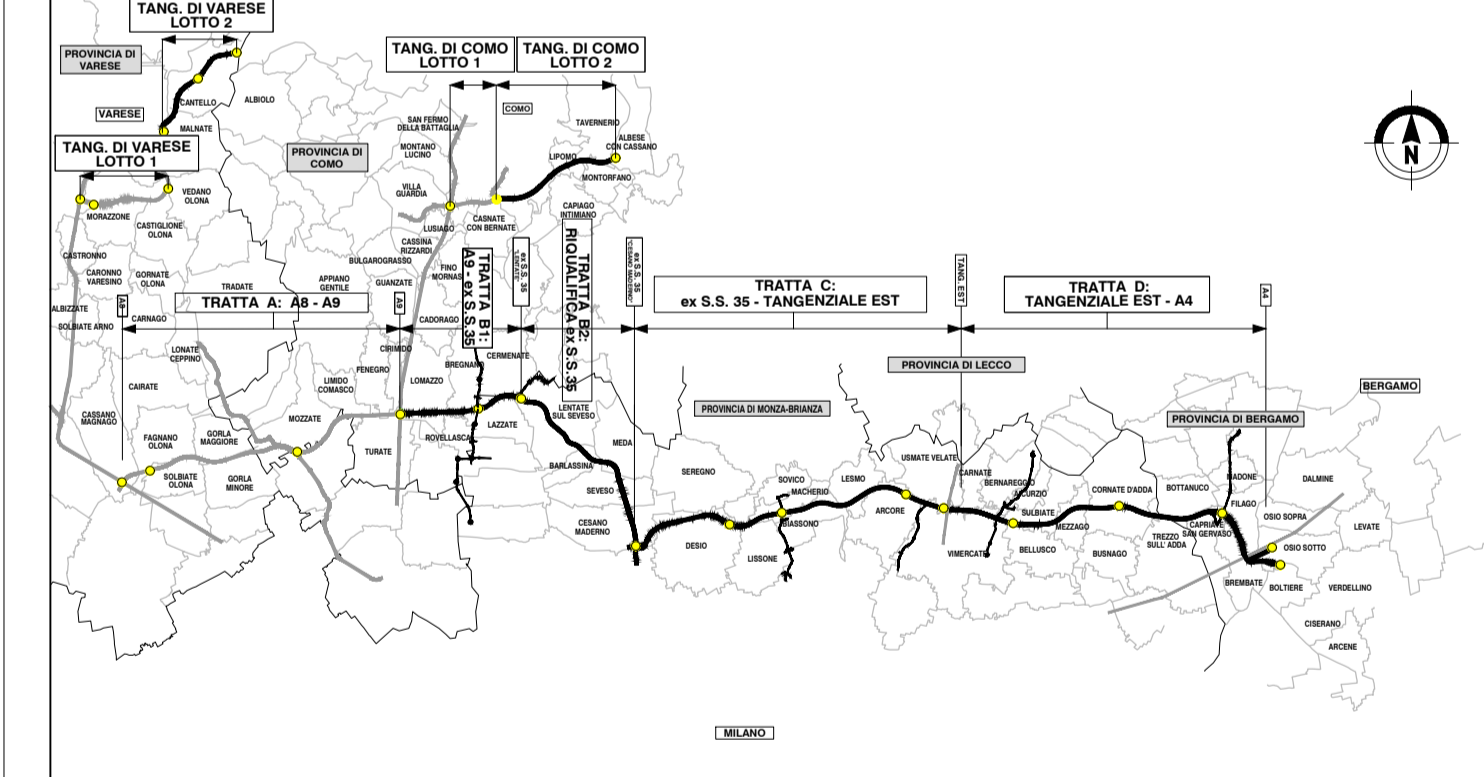 TANG. DI VARESE
LOTTO 2
PROVINCIA DI
VARESE
CANTELLO
ALBIOLO
VARESE
MALNATE
TANG. DI VARESE
LOTTO 1
PROVINCIA DI
COMO
VEDANO
OLONA
MORAZZONE
CASTIGLIONE
OLONA
TANG. DI COMO
LOTTO 1
TANG. DI COMO
LOTTO 2
COMO
SAN FERMO
DELLA BATTAGLIA
TAVERNERIO
ALBESE
CON CASSANO
MONTANO
LUCINO
LIPOMO
MONTORFANO
VILLA
GUARDIA
CAPIAGO
INTIMIANO
LUSIAGO
CASNATE
CON BERNATE
CASSINA
RIZZARDI
BULGAROGRASSO
FINO
MORNAS
N
CASTRONNO
CARONNO
VARESINO
GORNATE
OLONA
TRADATE
APPIANO
GENTILE
GUANZATE
ALBIZZATE
CARNAGO
SOLBIATE ARNO
A8
TRATTA A: A8 - A9
A9
CADORAGO
TRATTA B1:
A9 - ex S.S.35
ex S.S. 35
"LENTATE"
TRATTA B2:
RIQUALIFICA ex S.S.35
ex S.S. 35
"CESANO MADERNO"
TRATTA C:
ex S.S. 35 - TANGENZIALE EST
TANG. EST
TRATTA D:
TANGENZIALE EST - A4
A4
LONATE
CEPPINO
CIRIMIDO
FENEGRO
CERMENATE
BREGNANO
LOMAZZO
LIMIDO
COMASCO
CAIRATE
MOZZATE
CASSANO
MAGNAGO
FAGNANO
OLONA
GORLA
MAGGIORE
SOLBIATE
OLONA
GORLA
MINORE
TURATE
ROVELLASCA
LAZZATE
LENTATE
SUL SEVESO
MEDA
BARLASSINA
SEVESO
CESANO
MADERNO
PROVINCIA DI MONZA-BRIANZA
PROVINCIA DI LECCO
BERGAMO
PROVINCIA DI BERGAMO
SEREGNO
SOVICO
MACHERIO
LESMO
USMATE VELATE
CARNATE
BERNAREGGIO
AICURZIO
SULBIATE
CORNATE D'ADDA
BOTTANUCO
MADONE
FILAGO
DALMINE
OSIO SOPRA
LEVATE
OSIO SOTTO
DESIO
LISSONE
BIASSONO
ARCORE
VIMERCATE
BELLUSCO
MEZZAGO
BUSNAGO
TREZZO
SULL' ADDA
CAPRIATE
SAN GERVASO
BREMBATE
BOLTIERE
VERDELLINO
CISERANO
ARCENE
MILANO